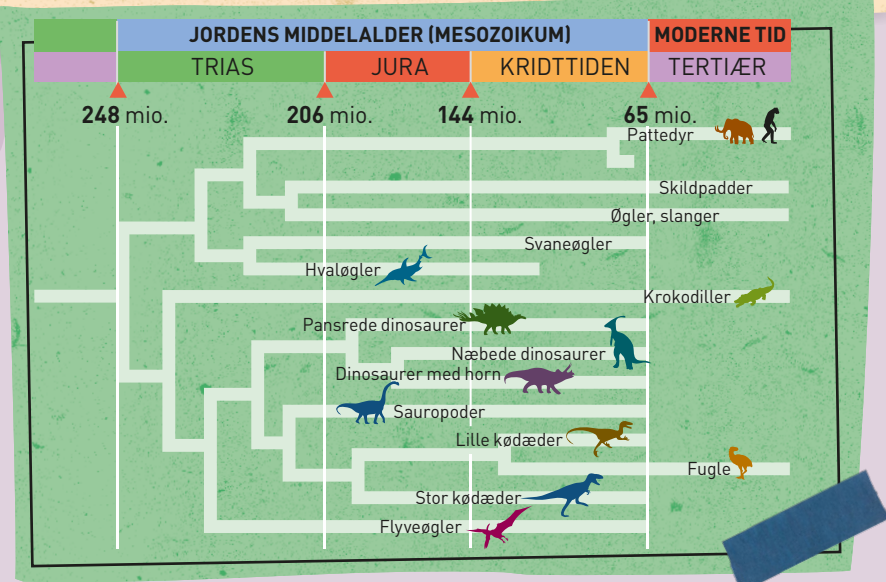 JORDENS MIDDELALDER (MESOZOIKUM) MODERNE TID
TRIAS JURA KRIDTTIDEN TERTIÆR
248 mio. 206 mio. 144 mio. 65 mio.
Pattedyr
Skildpadder
Øgler, slanger
Svaneøgler
Hvaløgler
Krokodiller
Pansrede dinosaurer
Næbede dinosaurer
Dinosaurer med horn
Sauropoder
Lille kødæder
Fugle
Stor kødæder
Flyveøgler